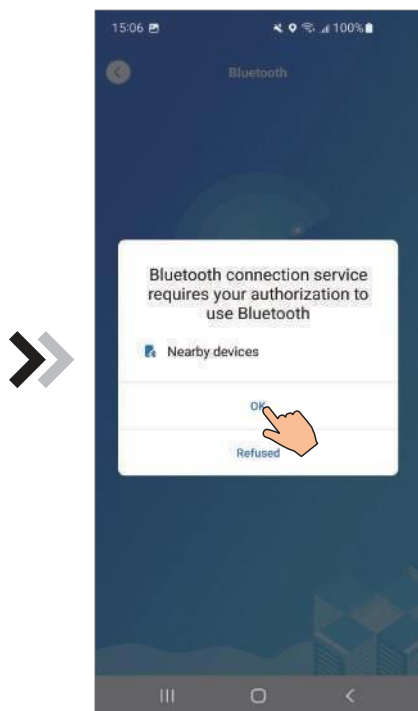 15:06 100%
Bluetooth
Bluetooth connection service
requires your authorization to
use Bluetooth
Nearby devices
OK
Refused